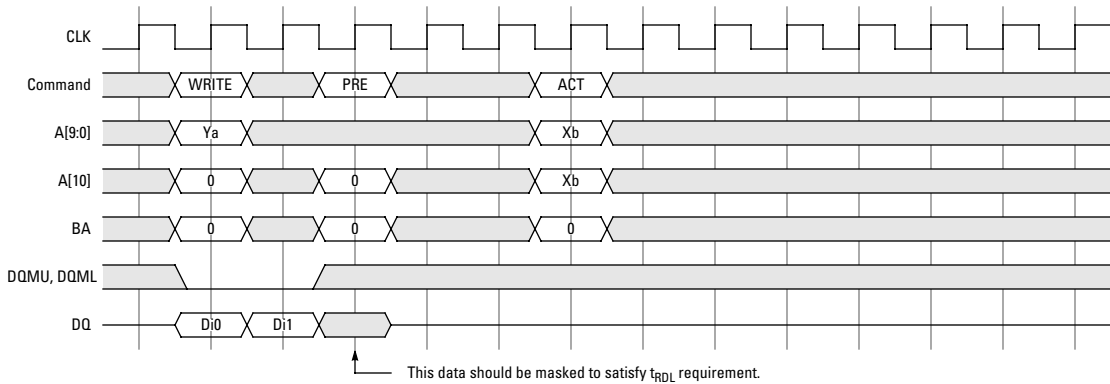 CLK
Command WRITE PRE ACT
A[9:0] Ya Xb
A[10] 0 0 Xb
BA 0 0 0
DQMU, DQML
DQ Di0 Di1
This data should be masked to satisfy tRDL requirement.